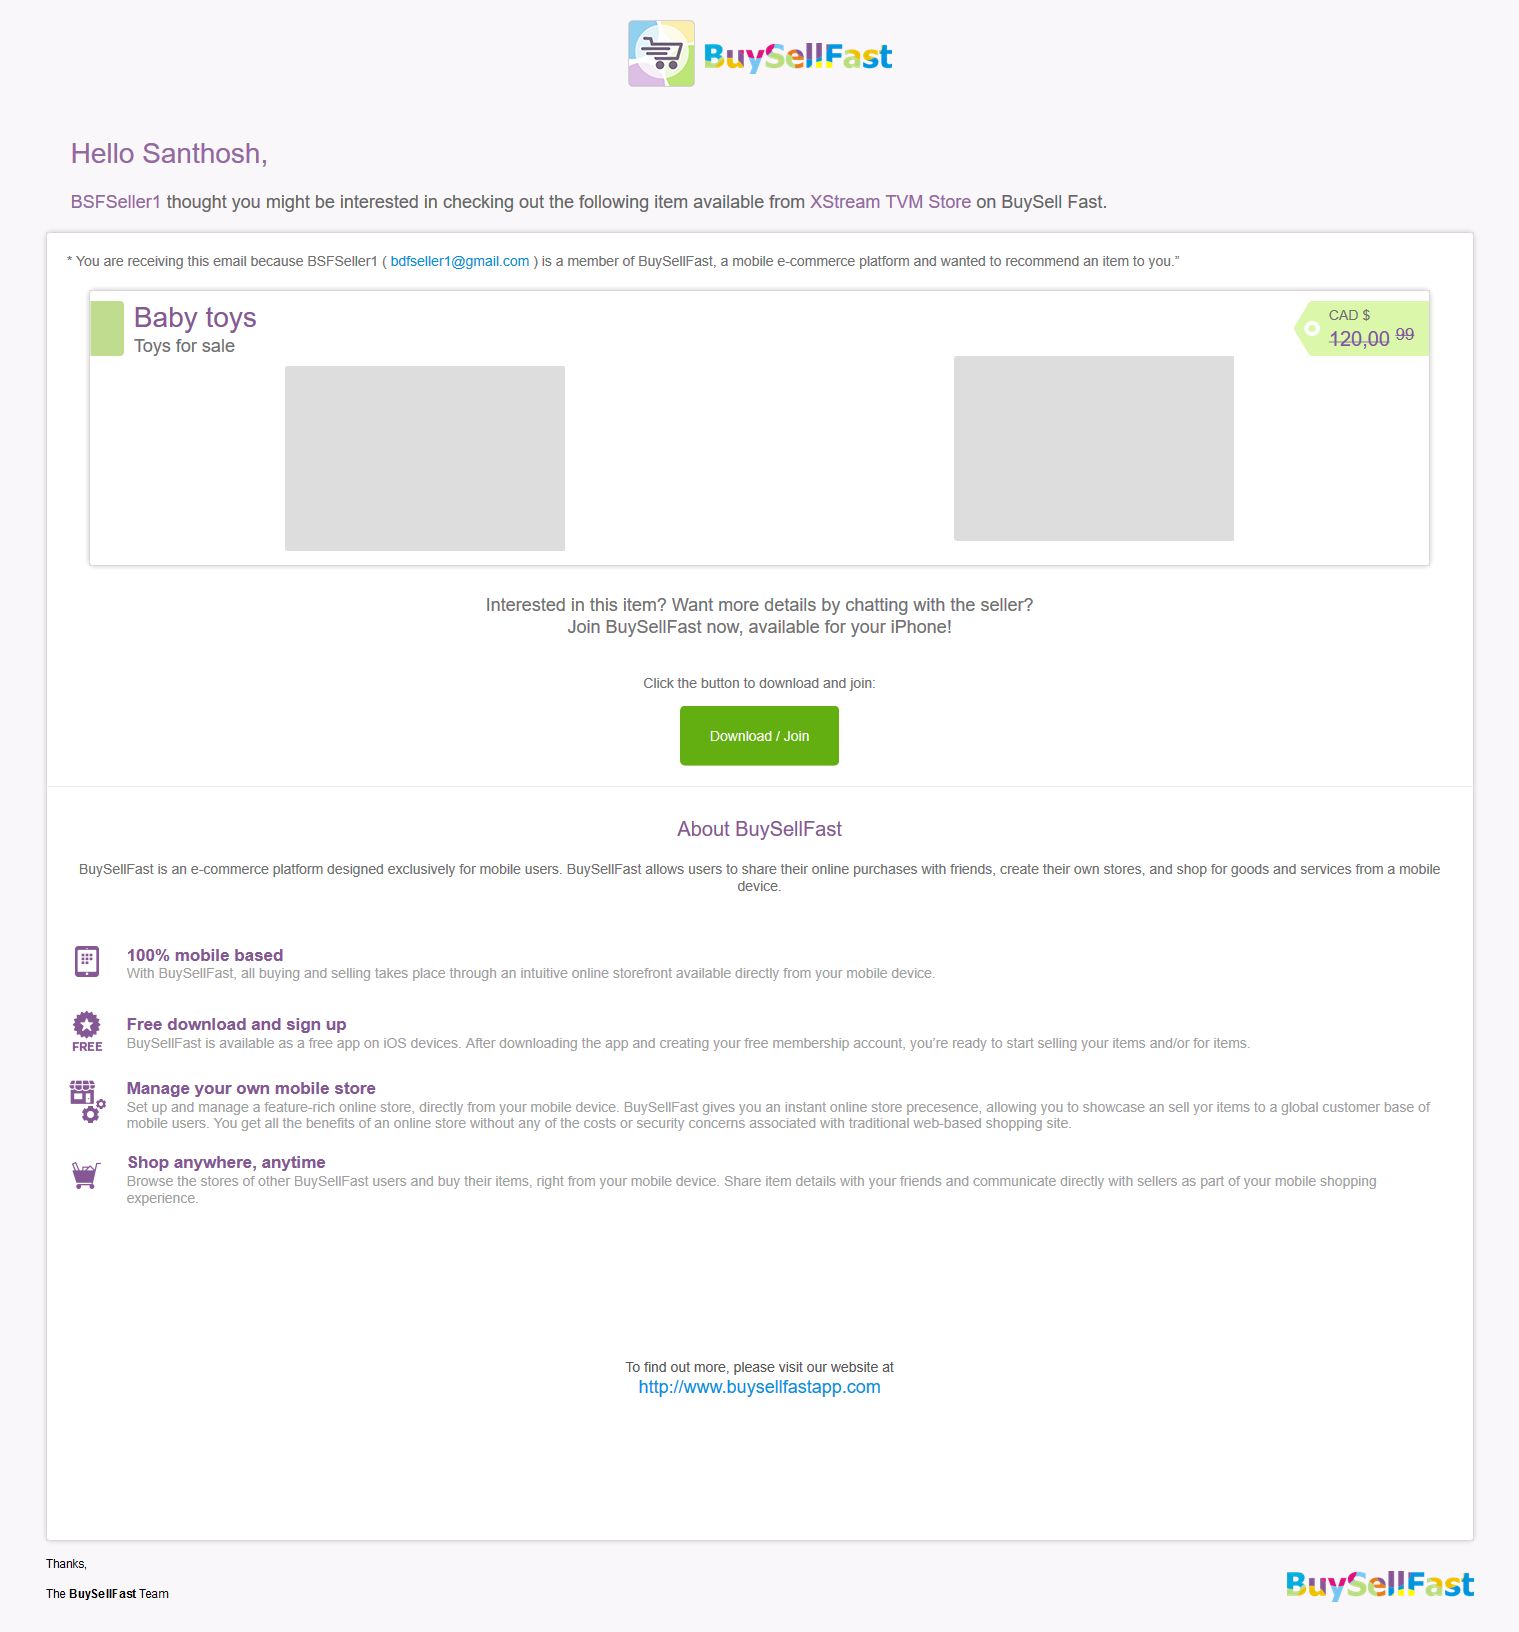 BuySellFast
Hello Santhosh,
BSFSeller1 thought you might be interested in checking out the following item available from XStream TVM Store on BuySell Fast.
* You are receiving this email because BSFSeller1 ( bdfseller1@gmail.com ) is a member of BuySellFast, a mobile e-commerce platform and wanted to recommend an item to you.”
Baby toys
Toys for sale
CAD $
120,00 99
Interested in this item? Want more details by chatting with the seller?
Join BuySellFast now, available for your iPhone!
Click the button to download and join:
Download / Join
About BuySellFast
BuySellFast is an e-commerce platform designed exclusively for mobile users. BuySellFast allows users to share their online purchases with friends, create their own stores, and shop for goods and services from a mobile
device.
100% mobile based
With BuySellFast, all buying and selling takes place through an intuitive online storefront available directly from your mobile device.
FREE
Free download and sign up
BuySellFast is available as a free app on iOS devices. After downloading the app and creating your free membership account, you’re ready to start selling your items and/or for items.
Manage your own mobile store
Set up and manage a feature-rich online store, directly from your mobile device. BuySellFast gives you an instant online store precesence, allowing you to showcase an sell yor items to a global customer base of
mobile users. You get all the benefits of an online store without any of the costs or security concerns associated with traditional web-based shopping site.
Shop anywhere, anytime
Browse the stores of other BuySellFast users and buy their items, right from your mobile device. Share item details with your friends and communicate directly with sellers as part of your mobile shopping
experience.
To find out more, please visit our website at
http://www.buysellfastapp.com
Thanks,
The BuySellFast Team
BuySellFast